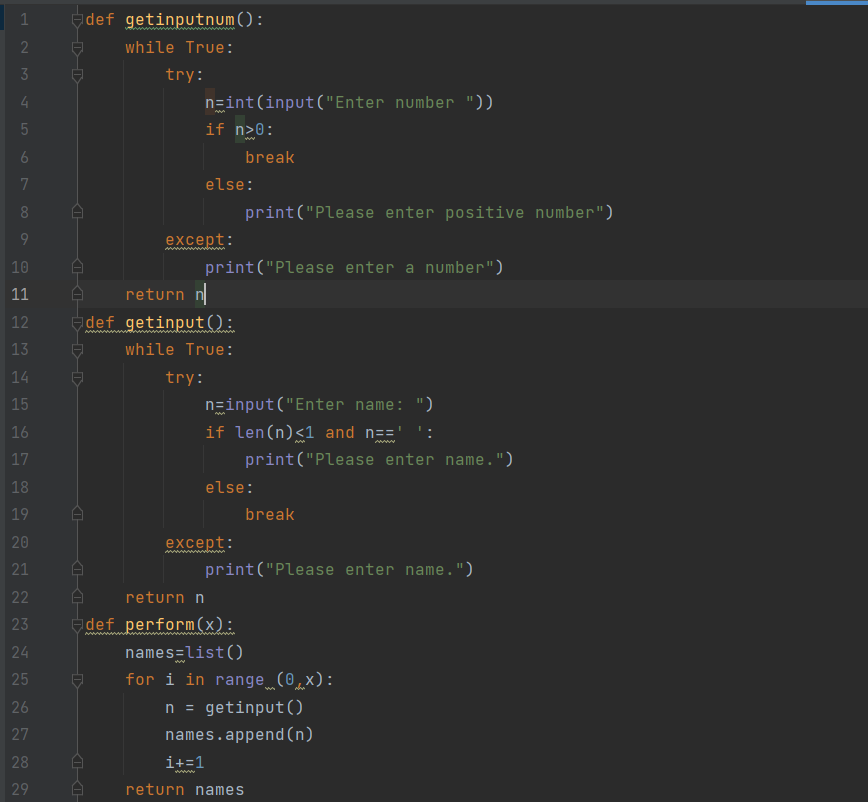 1 def getinputnum():
2     while True:
3         try:
4             n=int(input("Enter number "))
5             if n>0:
6                 break
7             else:
8                 print("Please enter positive number")
9         except:
10             print("Please enter a number")
11     return n
12 def getinput():
13     while True:
14         try:
15             n=input("Enter name: ")
16             if len(n)<1 and n==' ':
17                 print("Please enter name.")
18             else:
19                 break
20         except:
21             print("Please enter name.")
22     return n
23 def perform(x):
24     names=list()
25     for i in range (0,x):
26         n = getinput()
27         names.append(n)
28         i+=1
29     return names